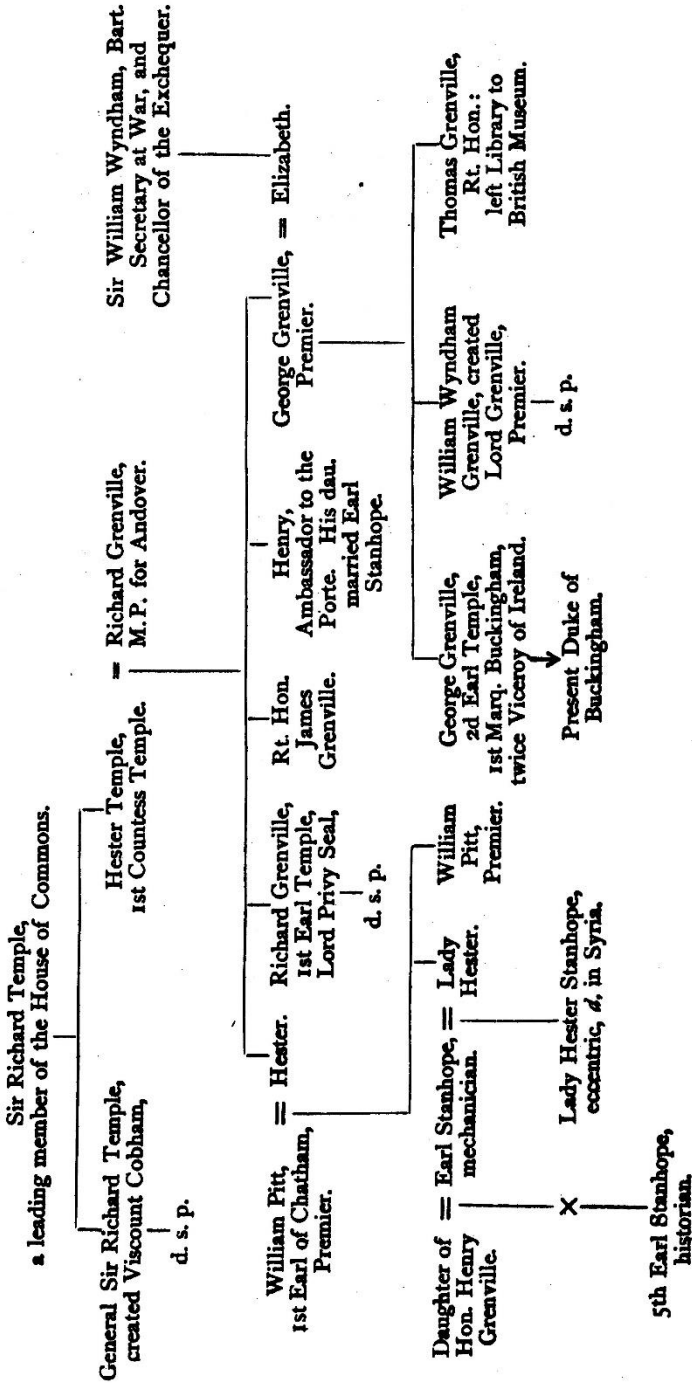 Sir Richard Temple,
a leading member of the House of Commons.
General Sir Richard Temple,
created Viscount Cobham,
d. s. p.
Hester Temple,
1st Countess Temple.
= Richard Grenville,
M.P. for Andover.
Sir William Wyndham, Bart.
Secretary at War, and
Chancellor of the Exchequer.
William Pitt,
1st Earl of Chatham,
Premier.
= Hester.
Richard Grenville,
1st Earl Temple,
Lord Privy Seal,
d. s. p.
Rt. Hon.
James
Grenville.
Henry,
Ambassador to the
Porte. His dau.
married Earl
Stanhope.
George Grenville,
Premier.
= Elizabeth.
Daughter of
Hon. Henry
Grenville.
= Earl Stanhope,
mechanician.
= Lady
Hester.
William
Pitt,
Premier.
George Grenville,
2d Earl Temple,
1st Marq. Buckingham,
twice Viceroy of Ireland.
William Wyndham
Grenville, created
Lord Grenville,
Premier.
d. s. p.
Thomas Grenville,
Rt. Hon.:
left Library to
British Museum.
×
Lady Hester Stanhope,
eccentric, d. in Syria.
Present Duke of
Buckingham.
5th Earl Stanhope,
historian.